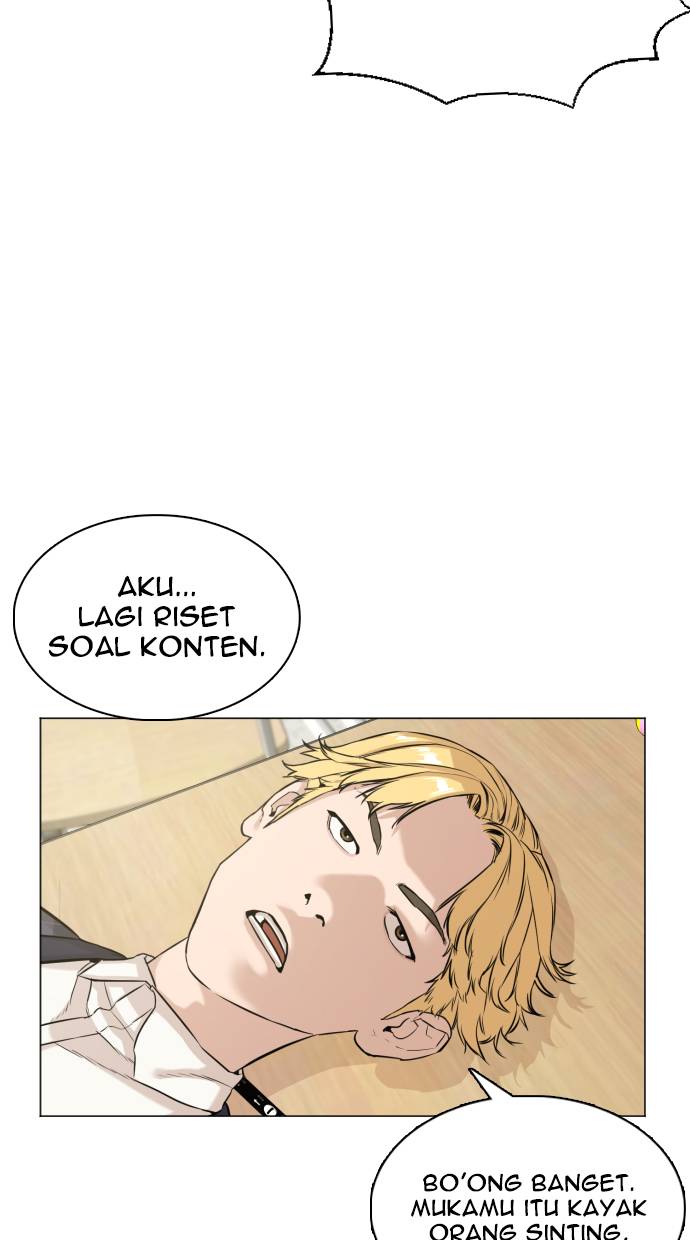 AKU...
LAGI RISET
SOAL KONTEN.
BO'ONG BANGET.
MUKAMU ITU KAYAK
ORANG SINTING.